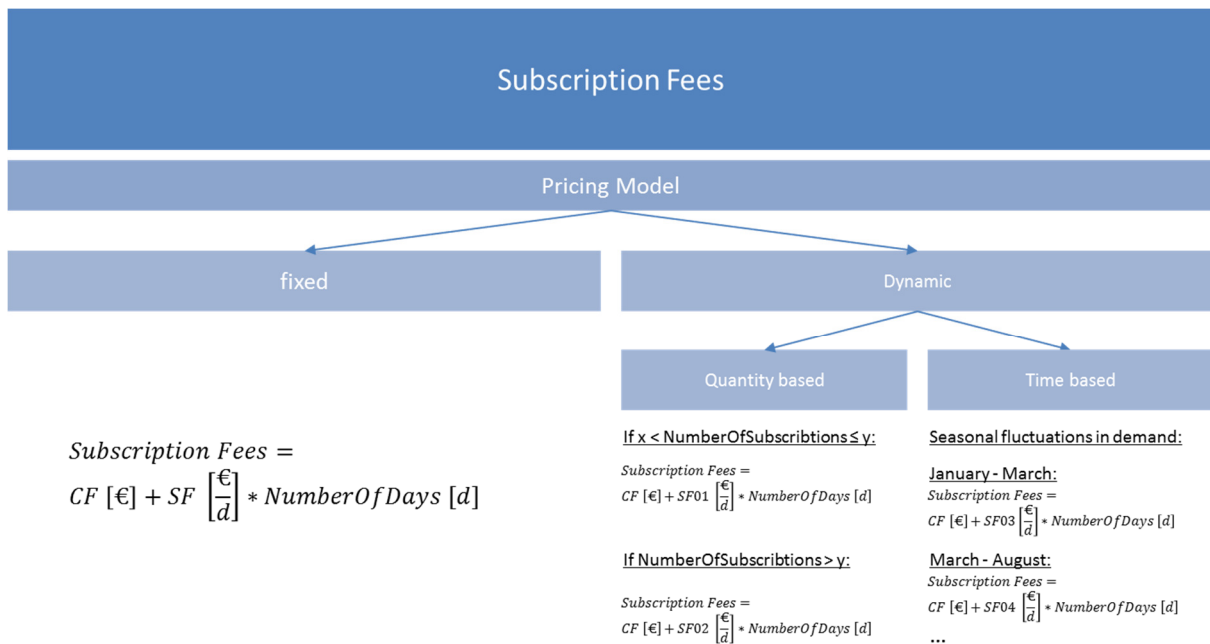 Subscription Fees
Pricing Model
fixed
Dynamic
Quantity based
Time based
Subscription Fees =
CF [€] + SF [€/d] * NumberOfDays [d]
If x < NumberOfSubscribtions ≤ y:
Subscription Fees =
CF [€] + SF01 [€/d] * NumberOfDays [d]
If NumberOfSubscribtions > y:
Subscription Fees =
CF [€] + SF02 [€/d] * NumberOfDays [d]
Seasonal fluctuations in demand:
January - March:
Subscription Fees =
CF [€] + SF03 [€/d] * NumberOfDays [d]
March - August:
Subscription Fees =
CF [€] + SF04 [€/d] * NumberOfDays [d]
...